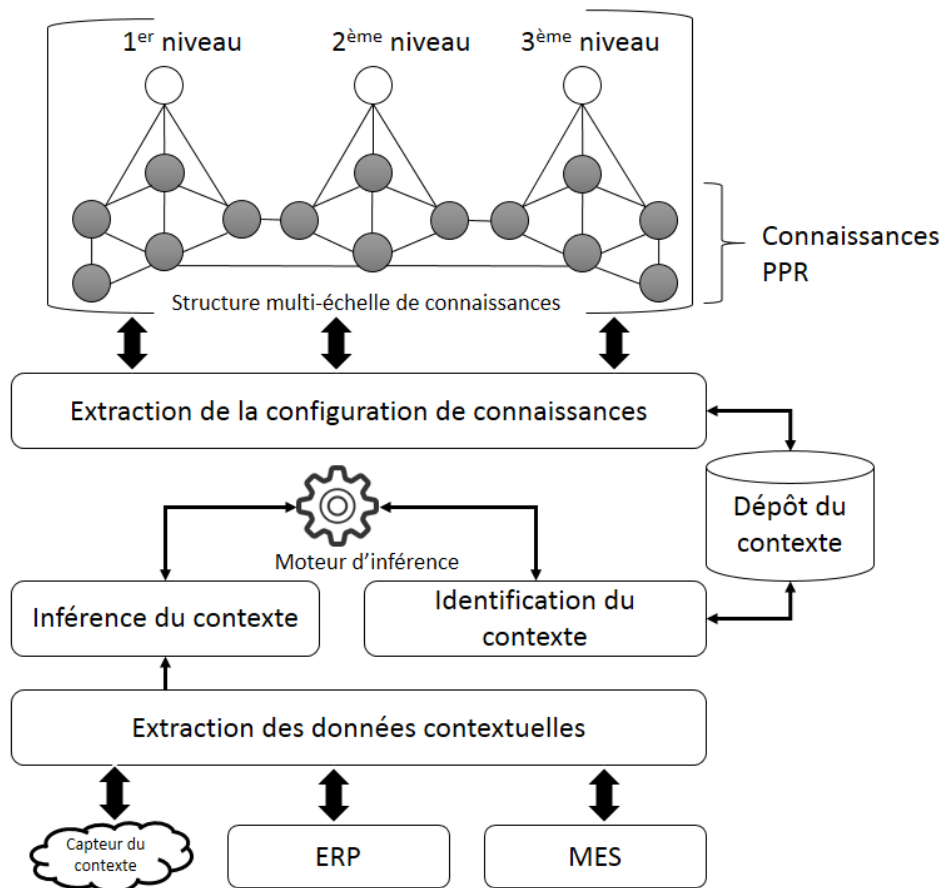 1er niveau
2ème niveau
3ème niveau
Connaissances
PPR
Structure multi-échelle de connaissances
Extraction de la configuration de connaissances
Dépôt du
contexte
Moteur d'inférence
Inférence du contexte
Identification du
contexte
Extraction des données contextuelles
Capteur du
contexte
ERP
MES